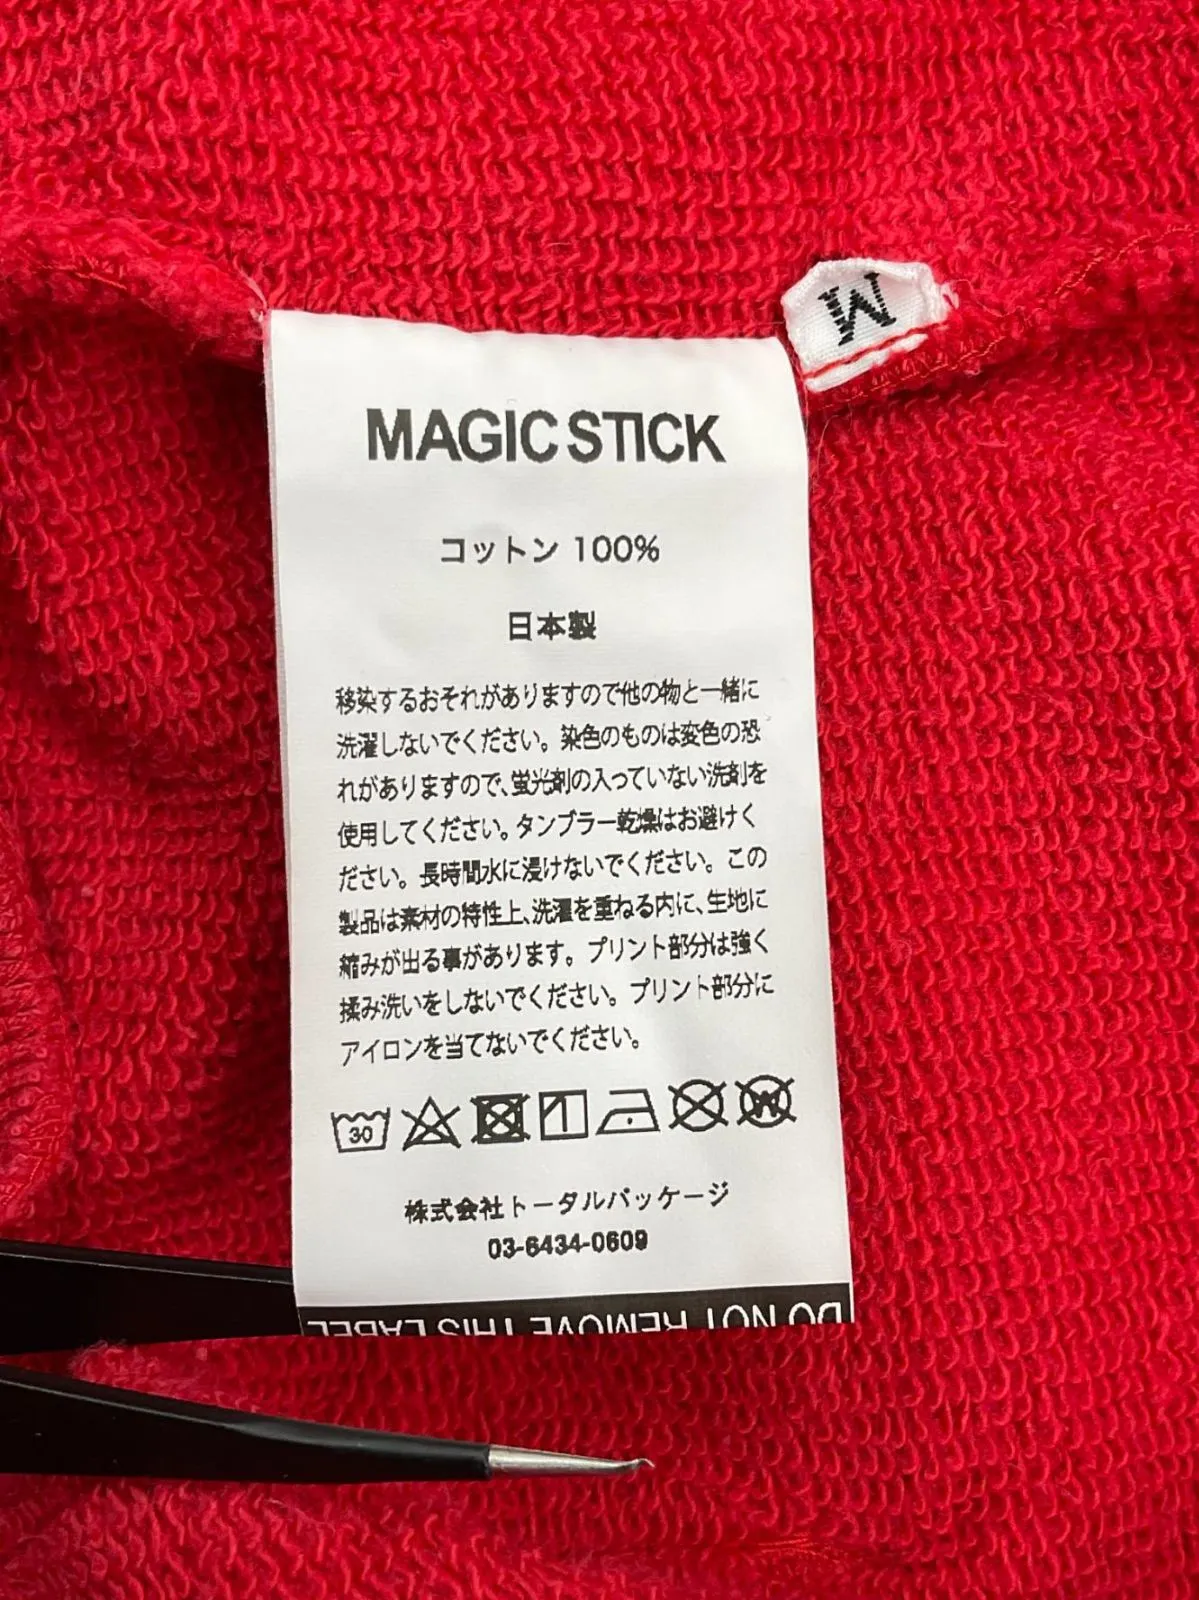 M
MAGIC STICK
コットン 100%
日本製
移染するおそれがありますので他の物と一緒に
洗濯しないでください。染色のものは変色の恐
れがありますので、蛍光剤の入っていない洗剤を
使用してください。タンブラー乾燥はお避けく
ださい。長時間水に浸けないでください。この
製品は素材の特性上、洗濯を重ねる内に、生地に
縮みが出る事があります。プリント部分は強く
揉み洗いをしないでください。プリント部分に
アイロンを当てないでください。
30
W
株式会社トータルパッケージ
03-6434-0609
DO NOT REMOVE THIS LABEL